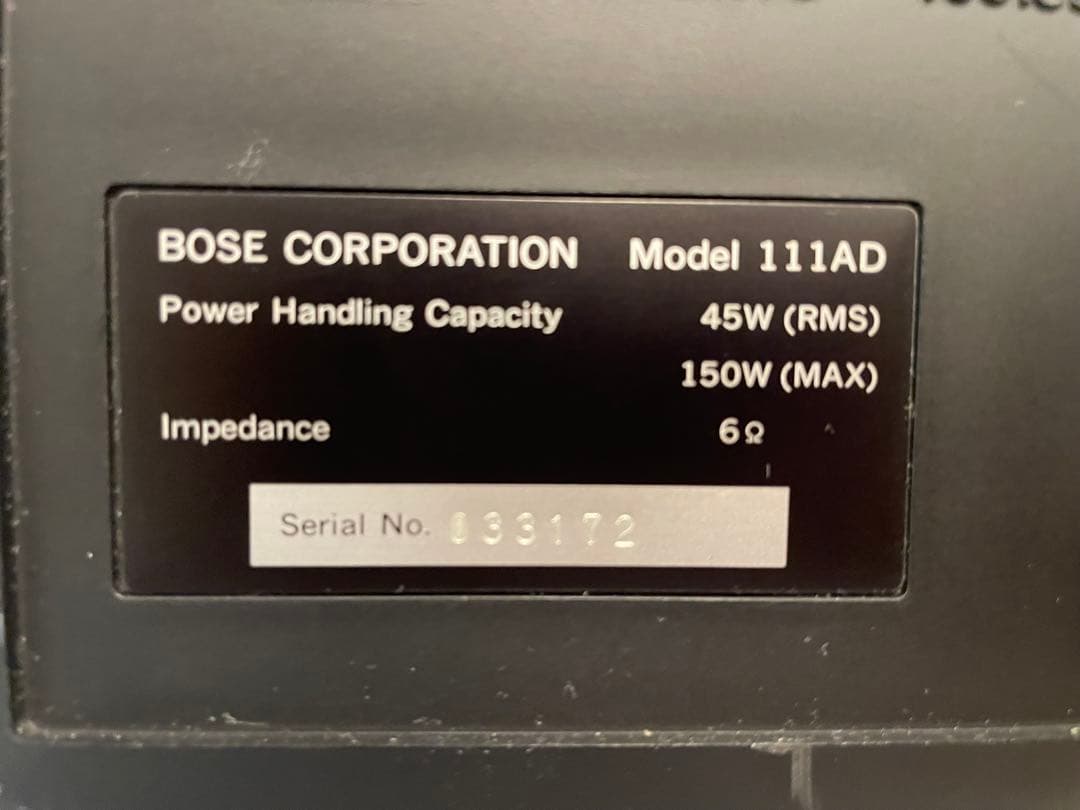 BOSE CORPORATION Model 111AD
Power Handling Capacity 45W (RMS)
150W (MAX)
Impedance 6Ω
Serial No. 033172